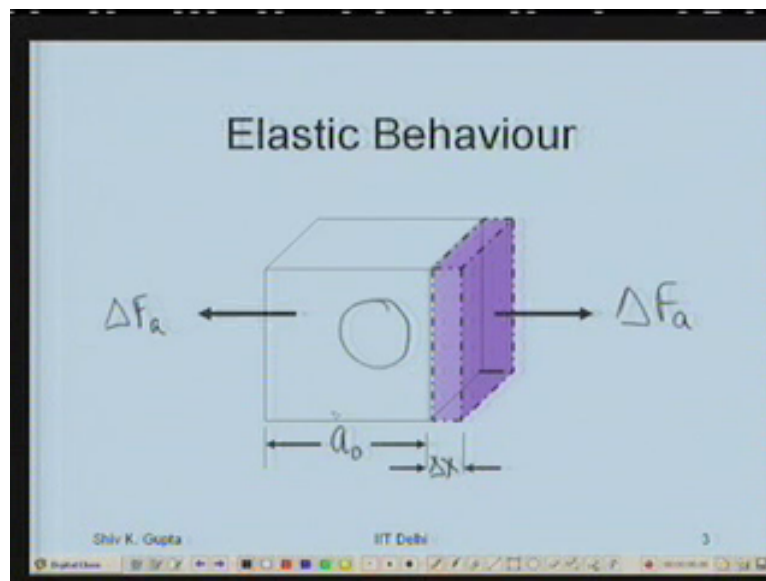 Elastic Behaviour
ΔFa
ΔFa
a₀
Δx
Shiv K. Gupta
IIT Delhi
3